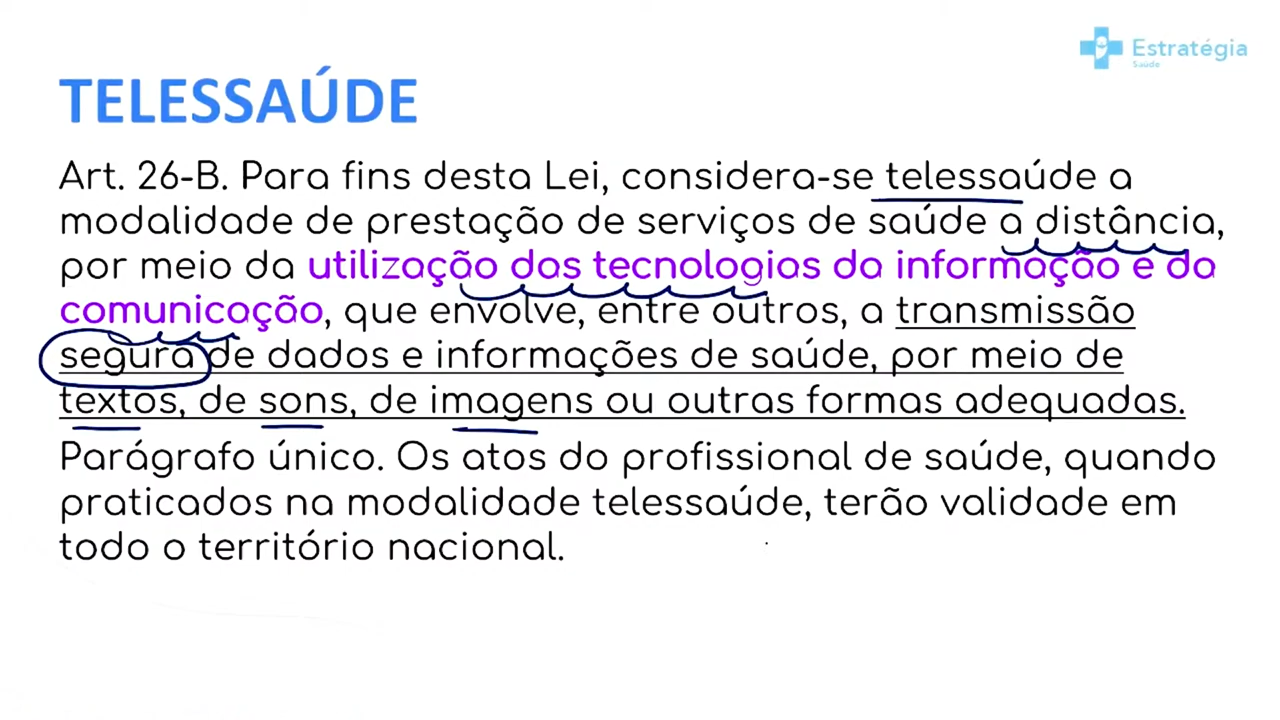 Estratégia
Saúde
TELESSAÚDE
Art. 26-B. Para fins desta Lei, considera-se telessaúde a
modalidade de prestação de serviços de saúde a distância,
por meio da utilização das tecnologias da informação e da
comunicação, que envolve, entre outros, a transmissão
segura de dados e informações de saúde, por meio de
textos, de sons, de imagens ou outras formas adequadas.
Parágrafo único. Os atos do profissional de saúde, quando
praticados na modalidade telessaúde, terão validade em
todo o território nacional.